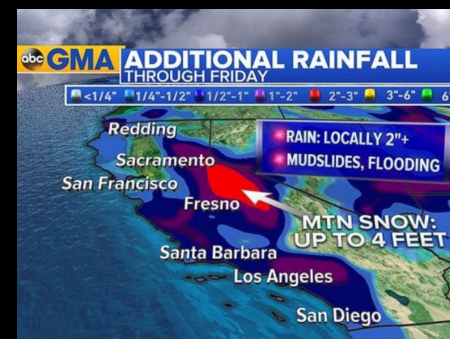 abc GMA ADDITIONAL RAINFALL
THROUGH FRIDAY
<1/4" 1/4"-1/2" 1/2"-1" 1"-2" 2"-3" 3"-6" 6
Redding
RAIN: LOCALLY 2"+
Sacramento
MUDSLIDES, FLOODING
San Francisco
Fresno
MTN SNOW:
UP TO 4 FEET
Santa Barbara
Los Angeles
San Diego